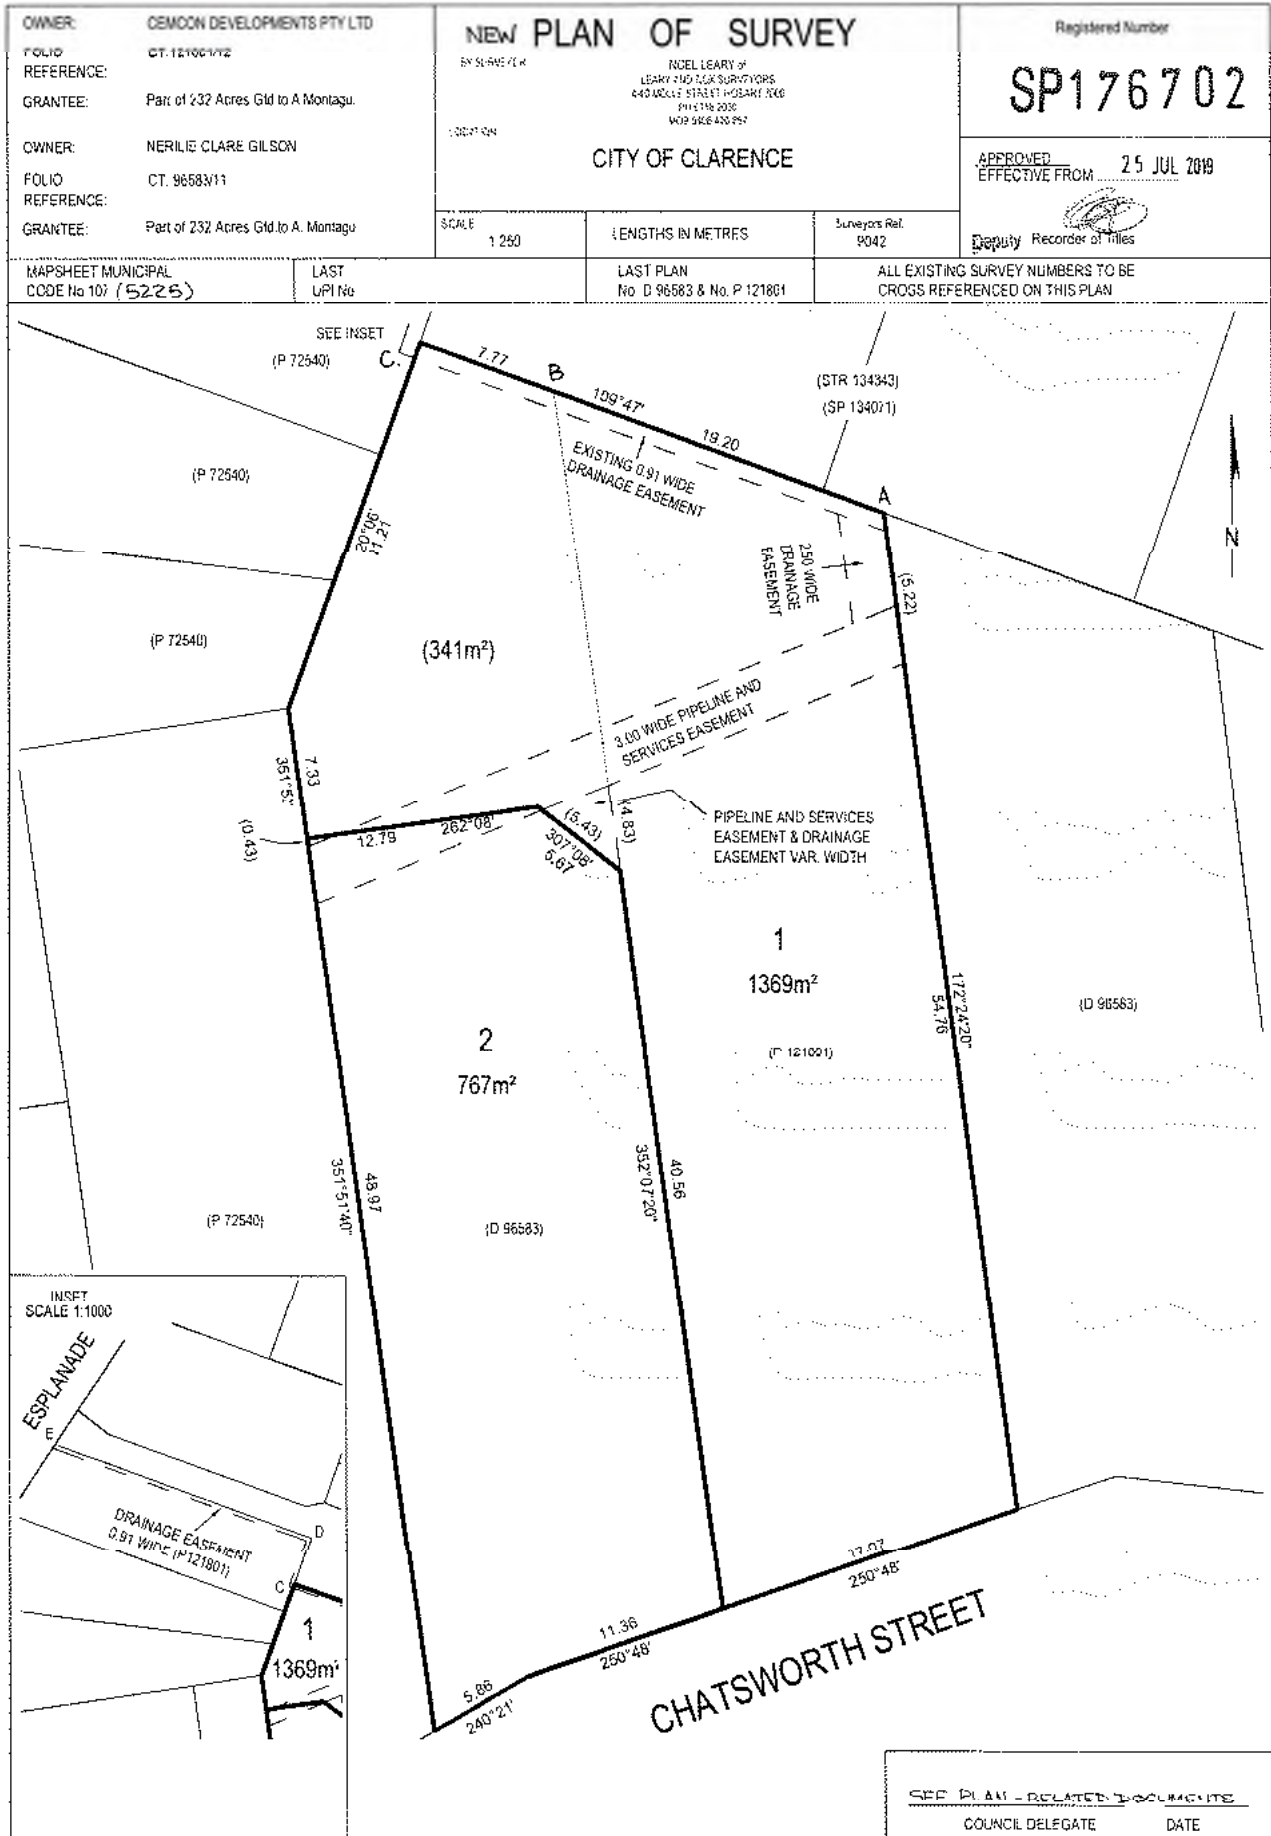 OWNER: CEMCON DEVELOPMENTS PTY LTD
FOLIO
REFERENCE:
GRANTEE: Part of 232 Acres Gtd to A Montagu.
OWNER: NERILIE CLARE GILSON
FOLIO CT. 96583/11
REFERENCE:
GRANTEE: Part of 232 Acres Gtd.to A. Montagu
NEW PLAN OF SURVEY
BY SURVEYOR
NOEL LEARY of
LEARY AND COX SURVEYORS
STREET HOBART
LOCATION
CITY OF CLARENCE
SCALE
1:250
LENGTHS IN METRES
Surveyors Ref.
9042
Registered Number
SP176702
APPROVED
EFFECTIVE FROM 25 JUL 2019
Deputy Recorder of Titles
MAPSHEET MUNICIPAL
CODE No 107 (5225)
LAST
UPI No
LAST PLAN
No. D 96583 & No. P 121801
ALL EXISTING SURVEY NUMBERS TO BE
CROSS REFERENCED ON THIS PLAN
SEE INSET
(P 72540)
C.
7.77
B
109°47'
19.20
A
(STR 134343)
(SP 134071)
(P 72540)
EXISTING 0.91 WIDE
DRAINAGE EASEMENT
N
20°06'
11.21
2.50 WIDE
DRAINAGE
EASEMENT
(5.22)
(P 72540)
(341m²)
3.00 WIDE PIPELINE AND
SERVICES EASEMENT
7.33
(0.43)
12.79
262°08'
(5.43)
307°08'
5.67
(4.83)
PIPELINE AND SERVICES
EASEMENT & DRAINAGE
EASEMENT VAR. WIDTH
1
1369m²
172°24'20"
54.76
(D 96583)
2
767m²
351°51'40"
48.97
352°07'20"
40.56
(P 72540)
(D 96583)
INSET
SCALE 1:1000
ESPLANADE
E
DRAINAGE EASEMENT
0.91 WIDE (P121801)
D
C
1
1369m²
250°48'
11.36
250°48'
5.86
240°21'
CHATSWORTH STREET
SEE PLAN - RELATED DOCUMENTS
COUNCIL DELEGATE DATE